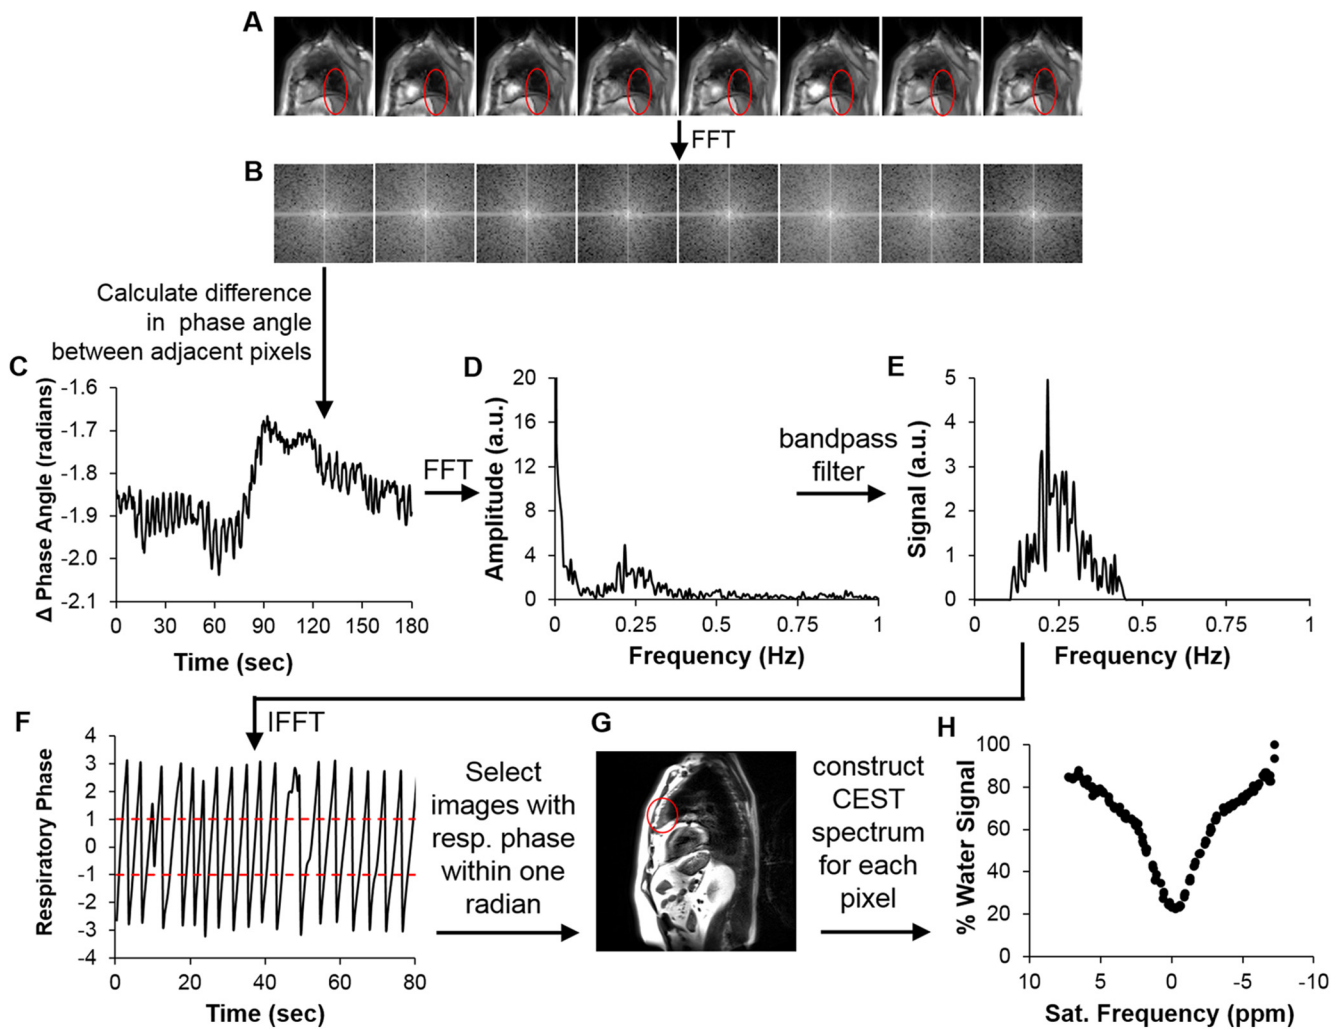 A
FFT
B
Calculate difference
in phase angle
between adjacent pixels
C
Δ Phase Angle (radians)
-1.6
-1.7
-1.8
-1.9
-2.0
-2.1
0 30 60 90 120 150 180
Time (sec)
FFT
D
Amplitude (a.u.)
20
16
12
8
4
0
0 0.25 0.5 0.75 1
Frequency (Hz)
bandpass
filter
E
Signal (a.u.)
5
4
3
2
1
0
0 0.25 0.5 0.75 1
Frequency (Hz)
IFFT
F
Respiratory Phase
4
3
2
1
0
-1
-2
-3
-4
0 20 40 60 80
Time (sec)
Select
images with
resp. phase
within one
radian
G
construct
CEST
spectrum
for each
pixel
H
% Water Signal
100
80
60
40
20
0
10 5 0 -5 -10
Sat. Frequency (ppm)